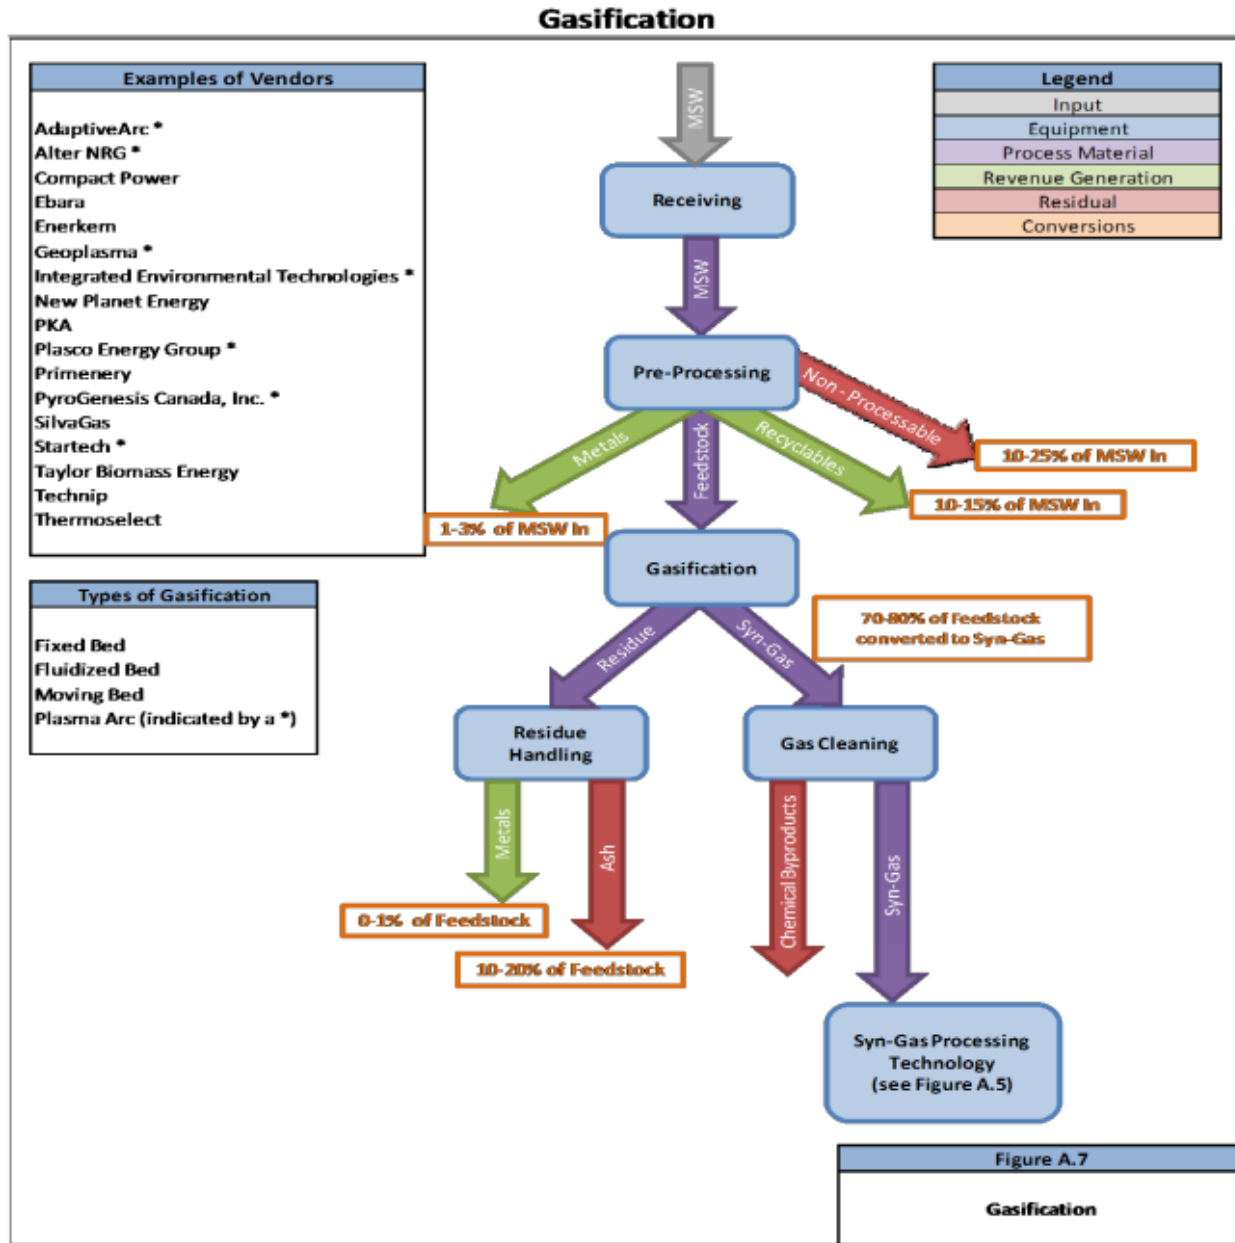 Gasification
Examples of Vendors
AdaptiveArc *
Alter NRG *
Compact Power
Ebara
Enerkem
Geoplasma *
Integrated Environmental Technologies *
New Planet Energy
PKA
Plasco Energy Group *
Primenery
PyroGenesis Canada, Inc. *
SilvaGas
Startech *
Taylor Biomass Energy
Technip
Thermoselect
Types of Gasification
Fixed Bed
Fluidized Bed
Moving Bed
Plasma Arc (indicated by a *)
Legend
Input
Equipment
Process Material
Revenue Generation
Residual
Conversions
MSW
Receiving
MSW
Pre-Processing
Non - Processable
10-25% of MSW In
Metals
Feedstock
Recyclables
10-15% of MSW In
1-3% of MSW In
Gasification
70-80% of Feedstock
converted to Syn-Gas
Residue
Syn-Gas
Residue
Handling
Gas Cleaning
Metals
Ash
Chemical Byproducts
Syn-Gas
0-1% of Feedstock
10-20% of Feedstock
Syn-Gas Processing
Technology
(see Figure A.5)
Figure A.7
Gasification